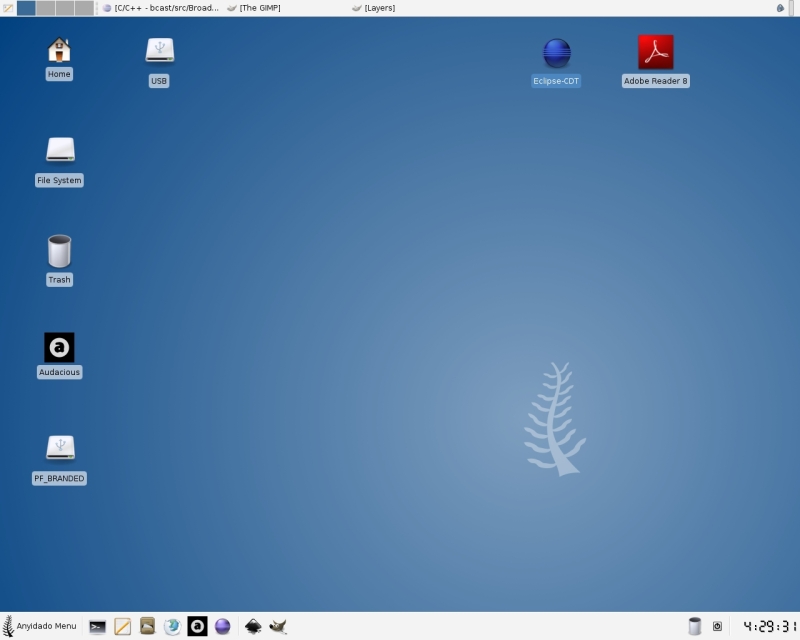 [C/C++ - bcast/src/Broad... [The GIMP] [Layers]
Home
USB
Eclipse-CDT
Adobe Reader 8
File System
Trash
a
Audacious
PF_BRANDED
Anyidado Menu
a
4:29:31